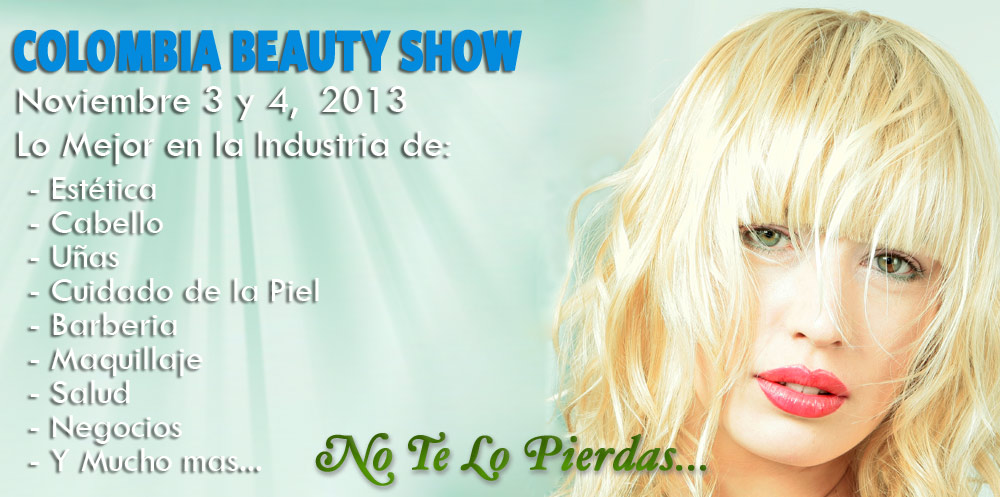 COLOMBIA BEAUTY SHOW
Noviembre 3 y 4, 2013
Lo Mejor en la Industria de:
- Estética
- Cabello
- Uñas
- Cuidado de la Piel
- Barberia
- Maquillaje
- Salud
- Negocios
- Y Mucho mas...
No Te Lo Pierdas...